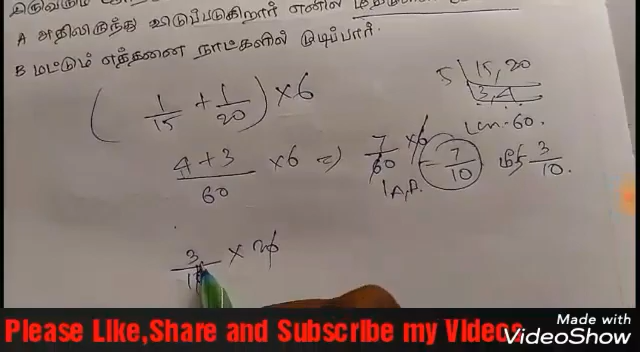 A அதிலிருந்து விடுபடுகிறார் எனில்
B மட்டும் எத்தனை நாட்களில் முடிப்பார்.
(1/15 + 1/20) × 6
5 | 15, 20
3, 4
Lcm - 60.
4 + 3/60 × 6 ⇒ 7/60 × 6
7/10 மீதி 3/10.
3/10 × 20
Please Like,Share and Subscribe my Videos
Made with
VideoShow